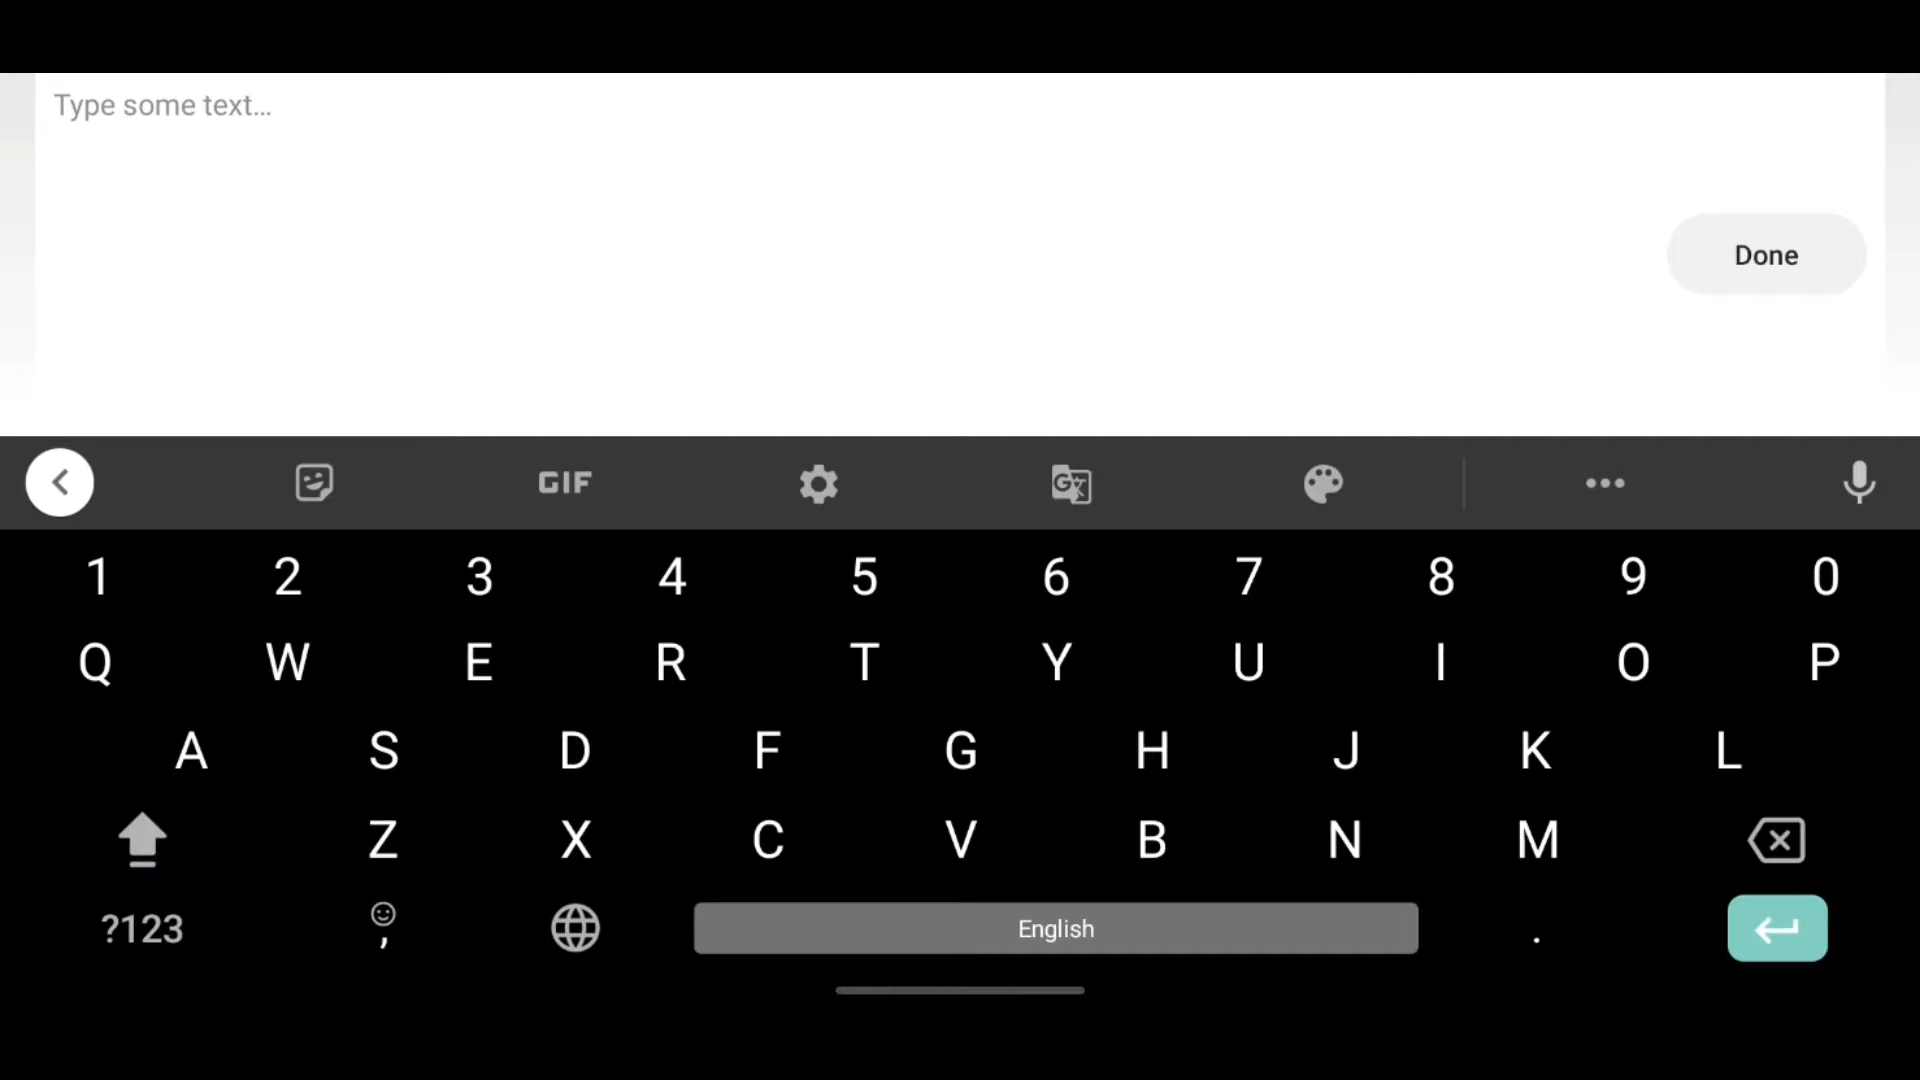 Type some text...
Done
GIF
G
1 2 3 4 5 6 7 8 9 0
Q W E R T Y U I O P
A S D F G H J K L
Z X C V B N M
?123 , English .